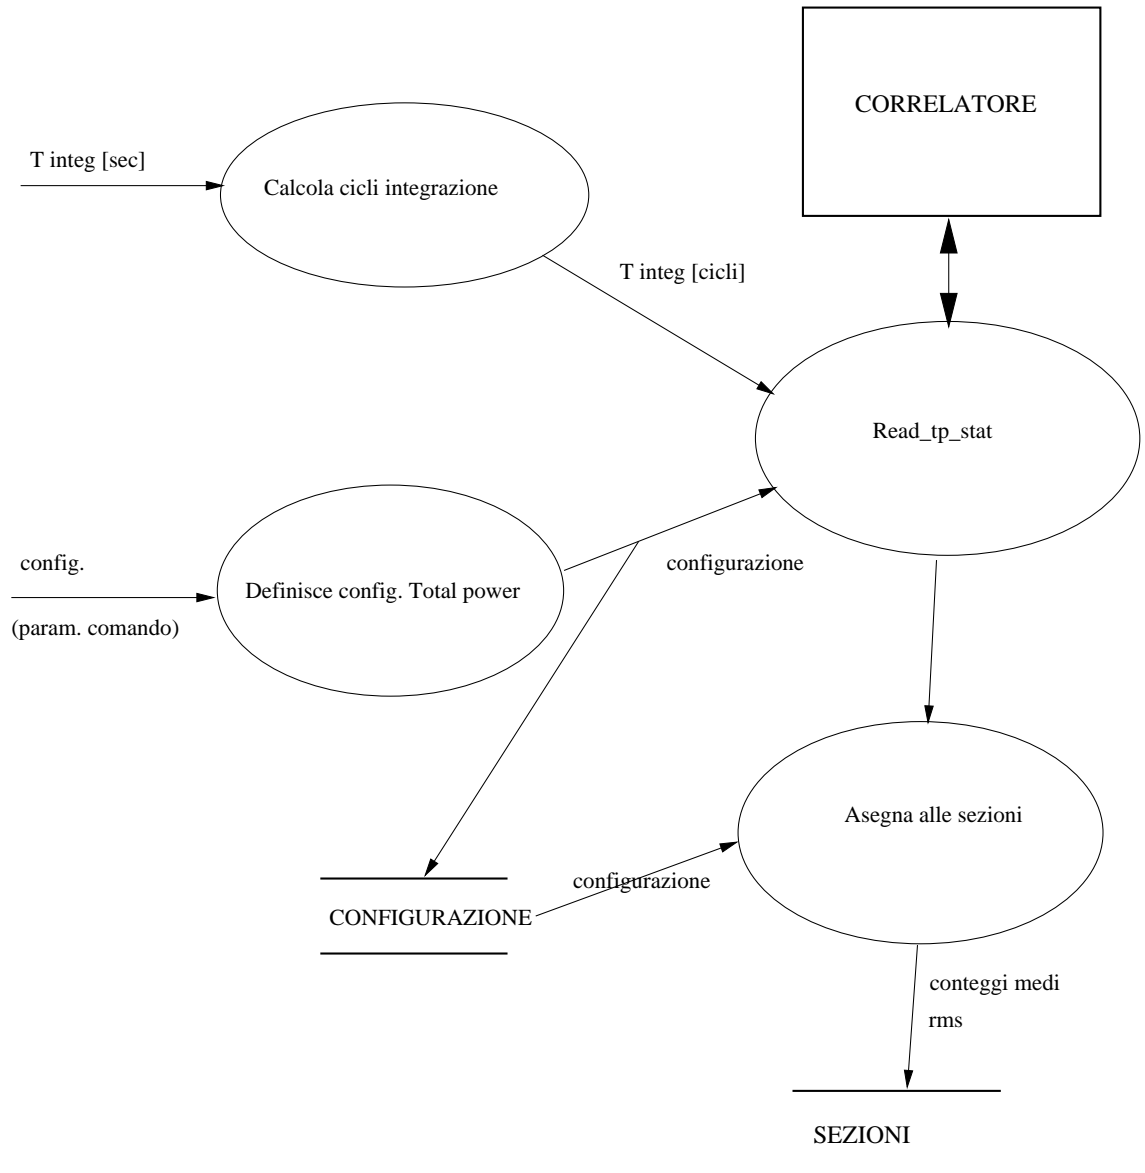 CORRELATORE
T integ [sec]
Calcola cicli integrazione
T integ [cicli]
Read_tp_stat
config.
configurazione
Definisce config. Total power
(param. comando)
Asegna alle sezioni
configurazione
CONFIGURAZIONE
conteggi medi
rms
SEZIONI